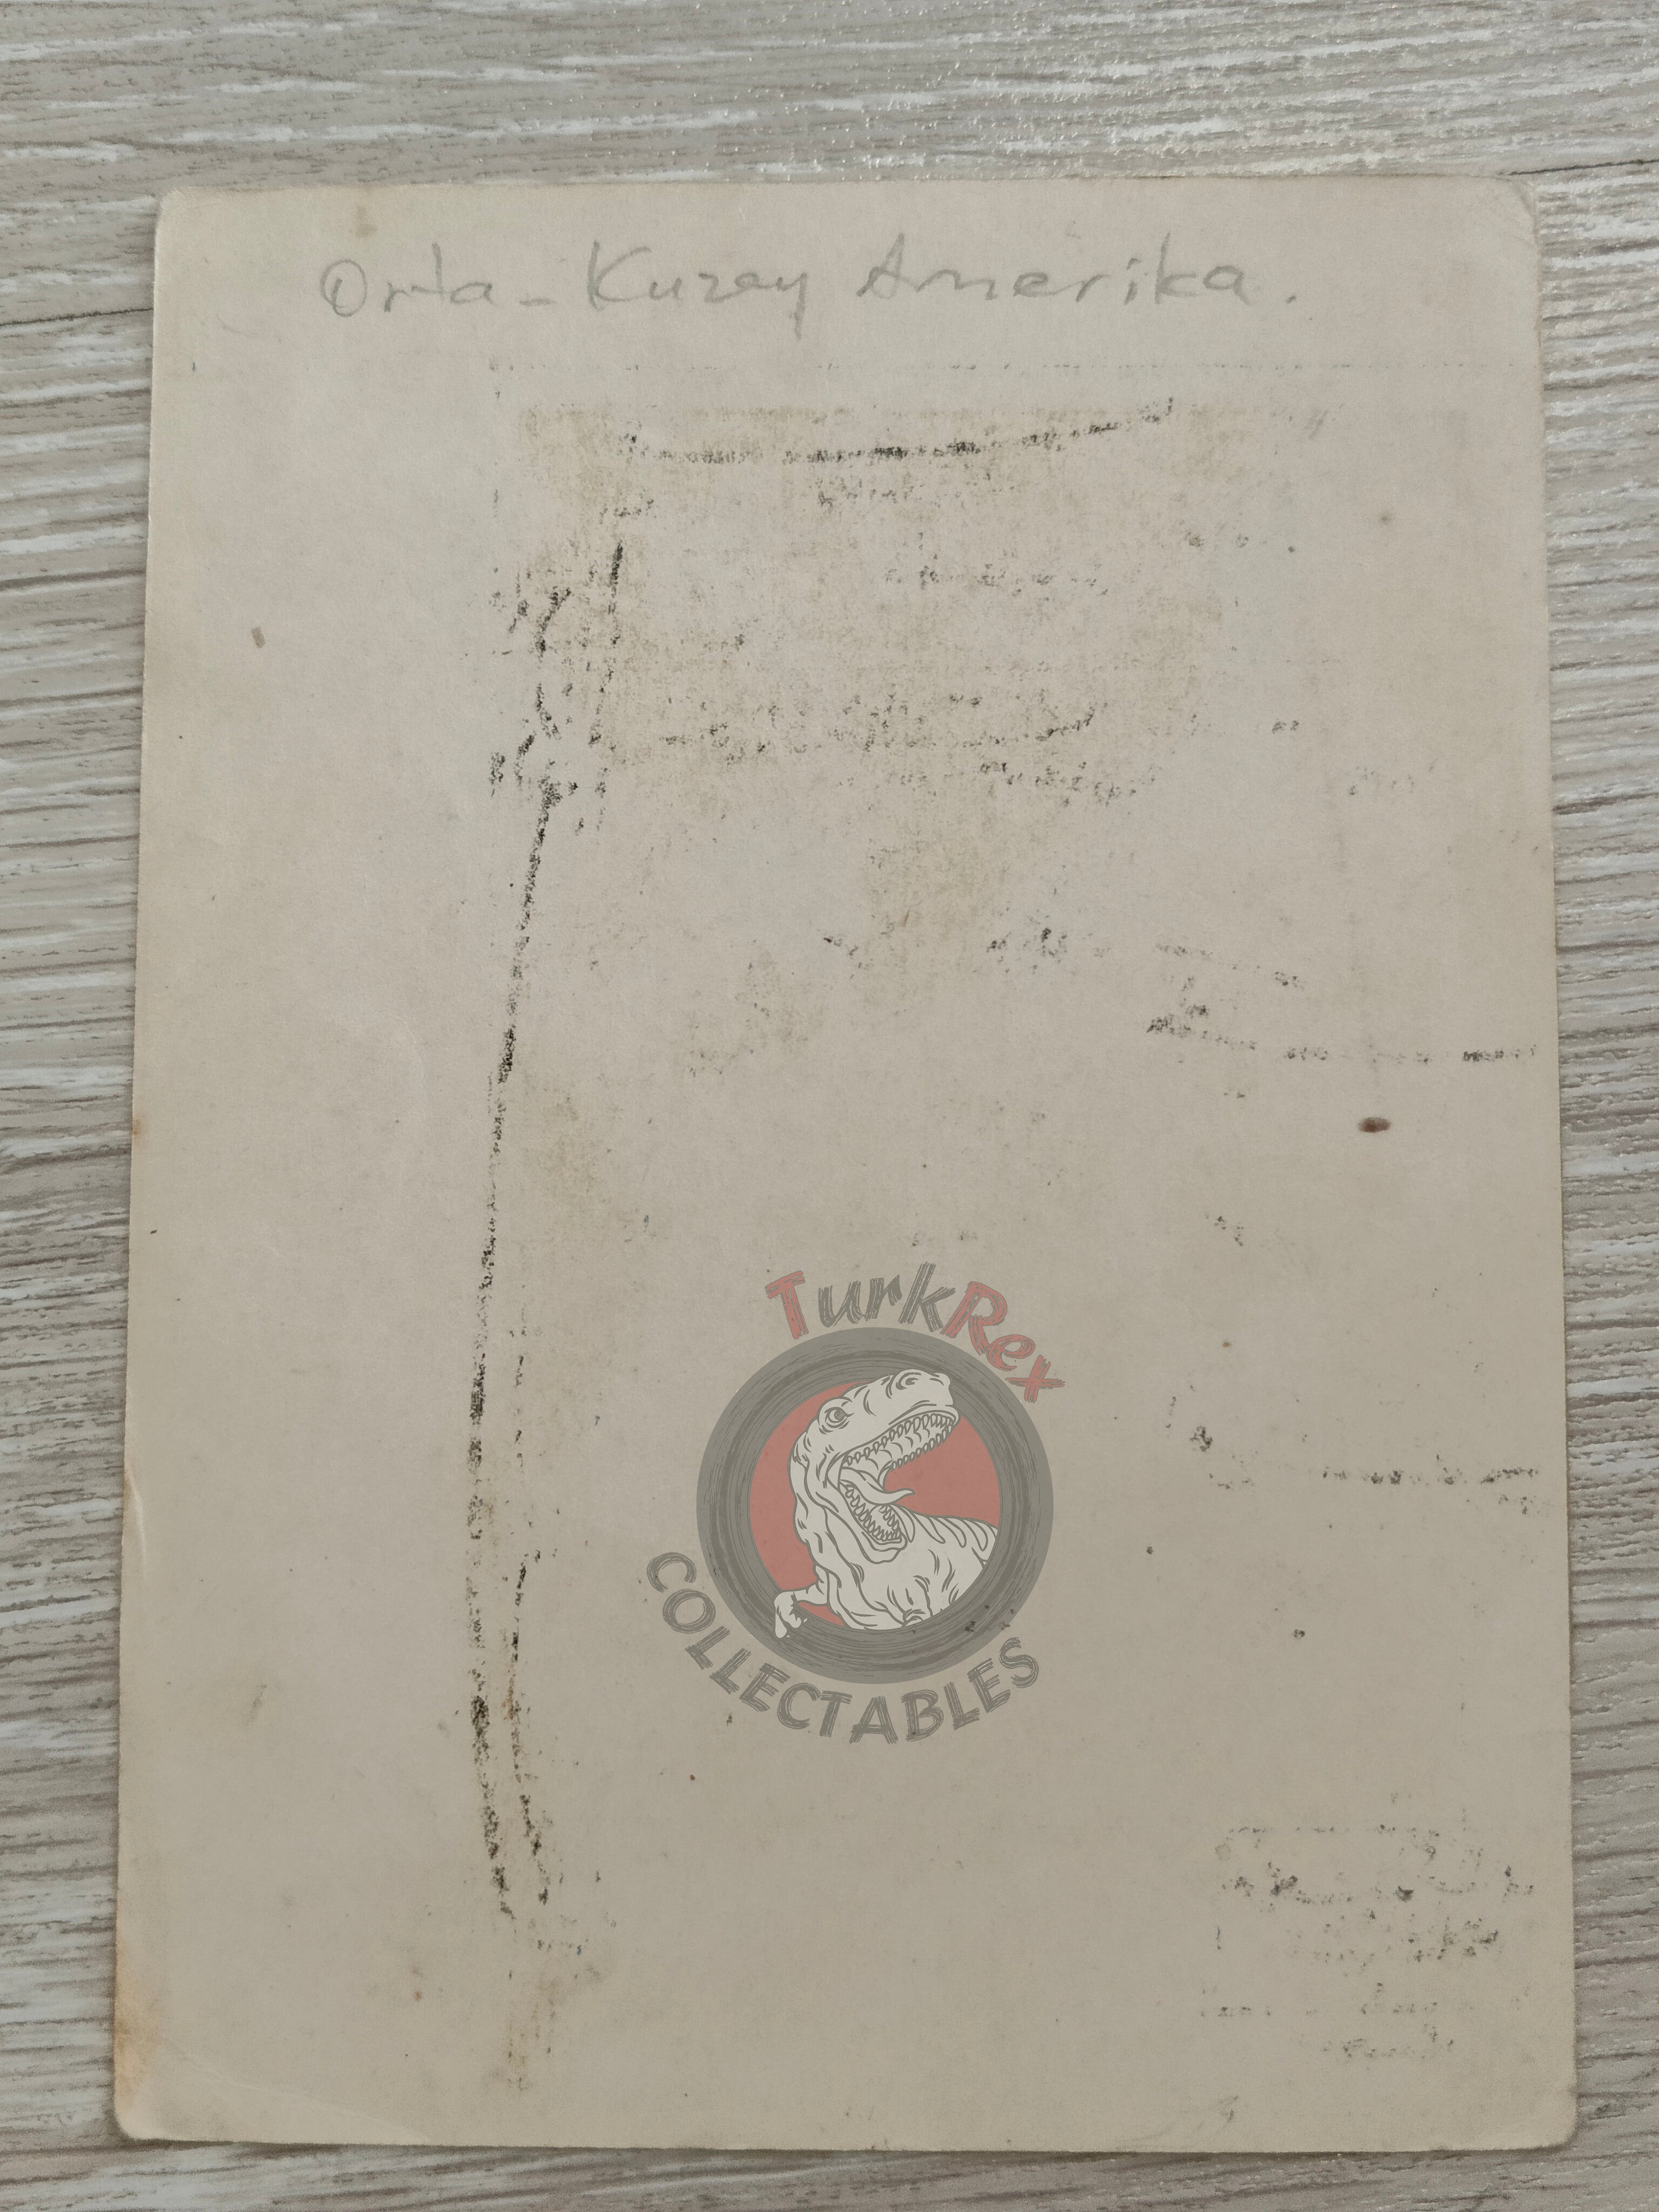 Orta - Kuzey Amerika.
TurkRex
COLLECTABLES